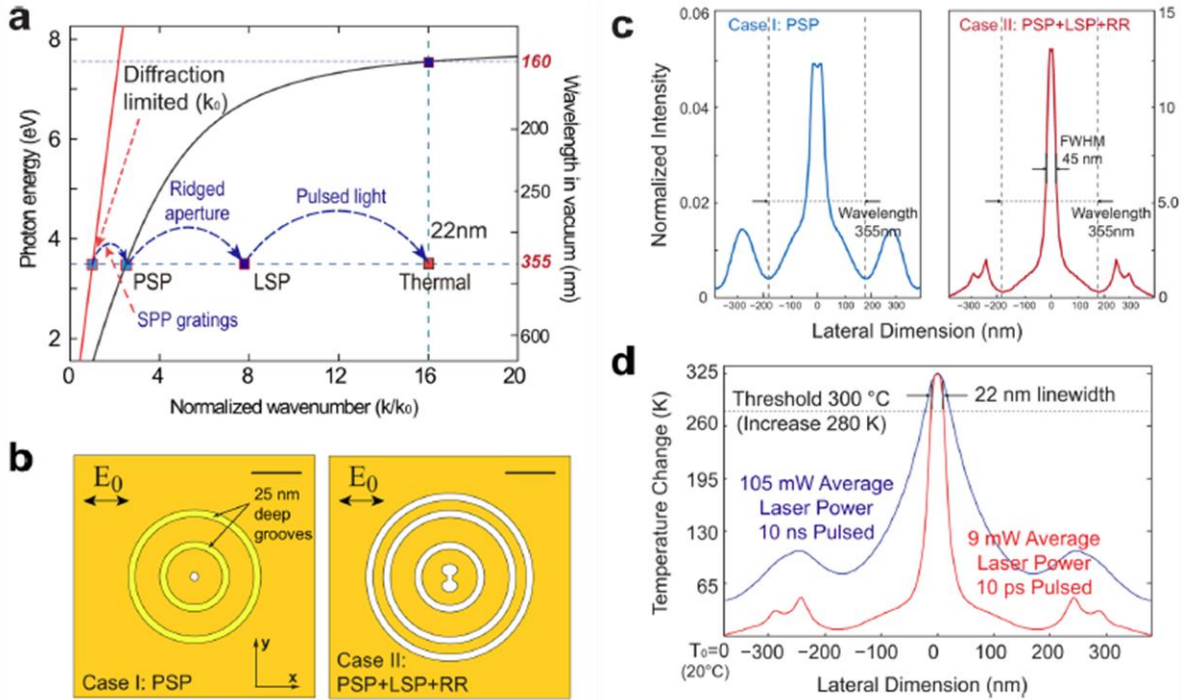 a
8
6
4
2
0
4
8
12
16
20
Photon energy (eV)
Normalized wavenumber (k/k₀)
160
200
250
355
600
Wavelength in vacuum (nm)
Diffraction
limited (k₀)
Ridged
aperture
Pulsed light
22nm
PSP
LSP
Thermal
SPP gratings
b
E₀
25 nm
deep
grooves
y
x
Case I: PSP
E₀
Case II:
PSP+LSP+RR
c
0.06
0.04
0.02
0
Normalized Intensity
Case I: PSP
Wavelength
355nm
−300 −200 −100 0 100 200 300
Case II: PSP+LSP+RR
15
10
5.0
0
FWHM
45 nm
Wavelength
355nm
−300 −200 −100 0 100 200 300
Lateral Dimension (nm)
d
325
260
195
130
65
T₀=0
(20°C)
Temperature Change (K)
Threshold 300 °C
(Increase 280 K)
22 nm linewidth
105 mW Average
Laser Power
10 ns Pulsed
9 mW Average
Laser Power
10 ps Pulsed
−300 −200 −100 0 100 200 300
Lateral Dimension (nm)